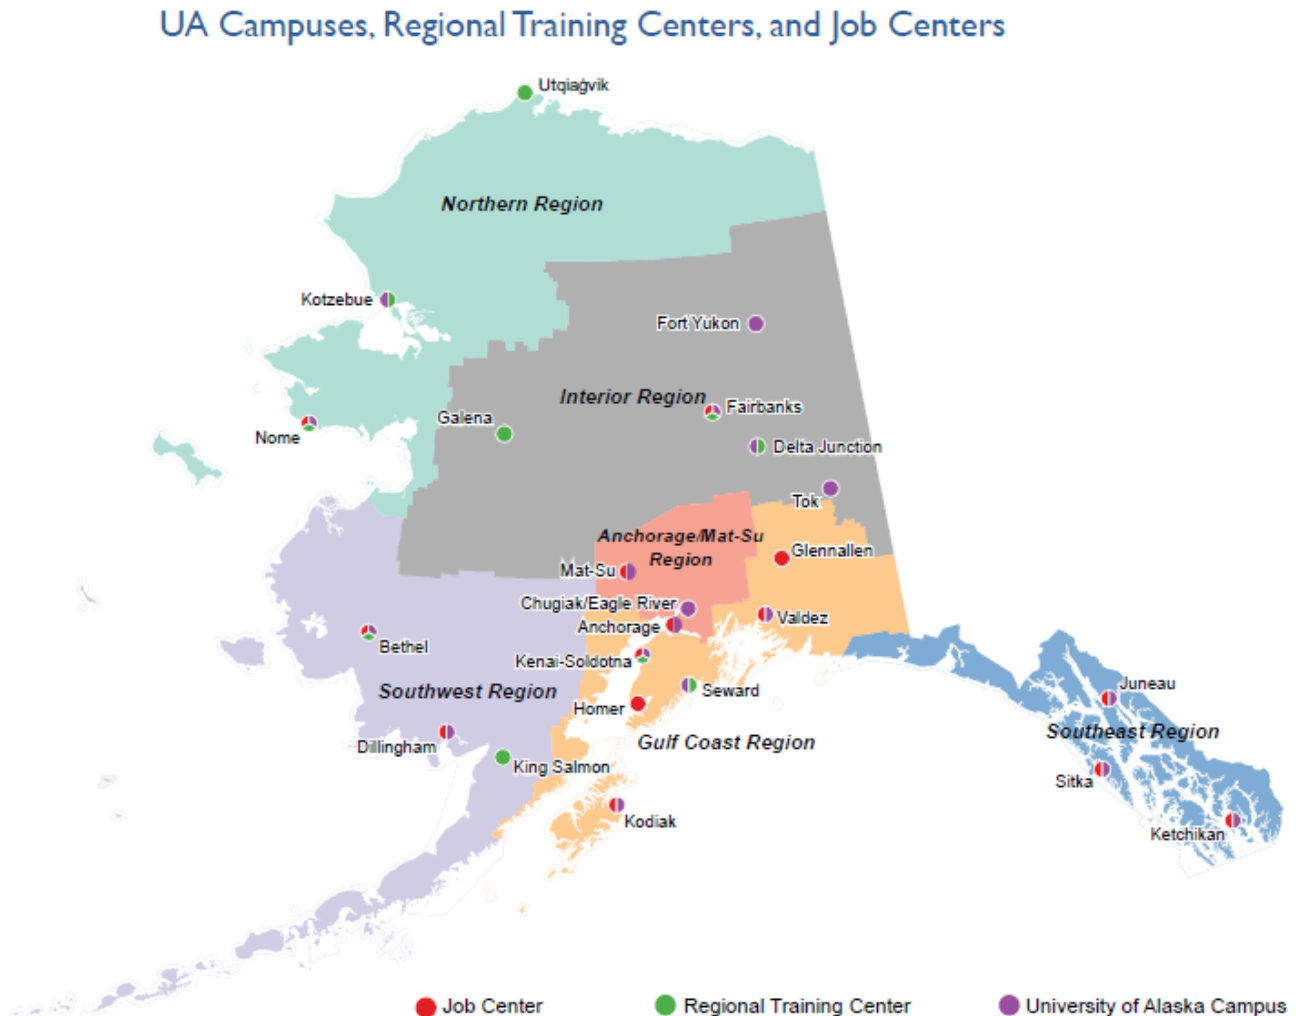 UA Campuses, Regional Training Centers, and Job Centers
Utqiaġvik
Northern Region
Kotzebue
Fort Yukon
Interior Region
Fairbanks
Galena
Nome
Delta Junction
Tok
Anchorage/Mat-Su
Region
Glennallen
Mat-Su
Chugiak/Eagle River
Anchorage
Valdez
Bethel
Kenai-Soldotna
Southwest Region
Seward
Juneau
Homer
Gulf Coast Region
Southeast Region
Dillingham
King Salmon
Sitka
Kodiak
Ketchikan
Job Center
Regional Training Center
University of Alaska Campus